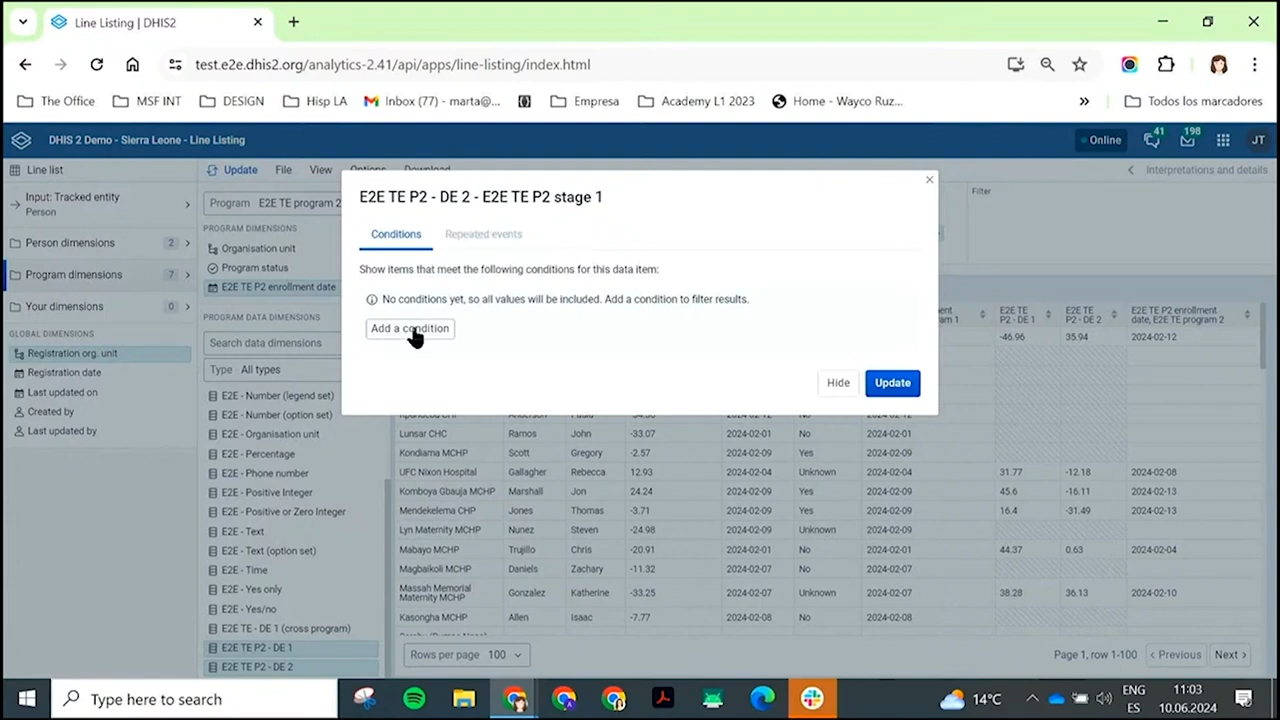 Line Listing | DHIS2
test.e2e.dhis2.org/analytics-2.41/api/apps/line-listing/index.html
The Office
MSF INT
DESIGN
Hisp LA
Inbox (77) - marta@...
Empresa
Academy L1 2023
Home - Wayco Ruz...
»
Todos los marcadores
DHIS 2 Demo - Sierra Leone - Line Listing
Online
41
198
JT
Line list
Update
File
View
Options
Download
Interpretations and details
Input: Tracked entity
Person
Person dimensions 2
Program dimensions 7
Your dimensions 0
GLOBAL DIMENSIONS
Registration org. unit
Registration date
Last updated on
Created by
Last updated by
Program E2E TE program 2
PROGRAM DIMENSIONS
Organisation unit
Program status
E2E TE P2 enrollment date
PROGRAM DATA DIMENSIONS
Search data dimensions
Type All types
E2E - Number (legend set)
E2E - Number (option set)
E2E - Organisation unit
E2E - Percentage
E2E - Phone number
E2E - Positive Integer
E2E - Positive or Zero Integer
E2E - Text
E2E - Text (option set)
E2E - Time
E2E - Yes only
E2E - Yes/no
E2E TE - DE 1 (cross program)
E2E TE P2 - DE 1
E2E TE P2 - DE 2
E2E TE P2 - DE 2 - E2E TE P2 stage 1
Conditions
Repeated events
Show items that meet the following conditions for this data item:
No conditions yet, so all values will be included. Add a condition to filter results.
Add a condition
Hide
Update
Filter
E2E TE P2 - DE 1
E2E TE P2 - DE 2
E2E TE P2 enrollment date, E2E TE program 2
-46.96 35.94 2024-02-12
Lunsar CHC Ramos John -33.07 2024-02-01 No 2024-02-01
Kondiama MCHP Scott Gregory -2.57 2024-02-09 Yes 2024-02-09
UFC Nixon Hospital Gallagher Rebecca 12.93 2024-02-04 Unknown 2024-02-04 31.77 -12.18 2024-02-08
Komboya Gbauja MCHP Marshall Jon 24.24 2024-02-09 Yes 2024-02-09 45.6 -16.11 2024-02-13
Mendekelema CHP Jones Thomas -3.71 2024-02-09 Yes 2024-02-09 16.4 -31.49 2024-02-13
Lyn Maternity MCHP Nunez Steven -24.98 2024-02-09 Unknown 2024-02-09
Mabayo MCHP Trujillo Chris -20.91 2024-02-01 No 2024-02-01 44.37 0.63 2024-02-04
Magbaikoli MCHP Daniels Zachary -11.32 2024-02-07 No 2024-02-07
Massah Memorial Maternity MCHP Gonzalez Katherine -33.25 2024-02-07 Unknown 2024-02-07 38.28 36.13 2024-02-10
Kasongha MCHP Allen Isaac -7.77 2024-02-08 No 2024-02-08
Rows per page 100
Page 1, row 1-100
Previous
Next
Type here to search
14°C
ENG
ES
11:03
10.06.2024